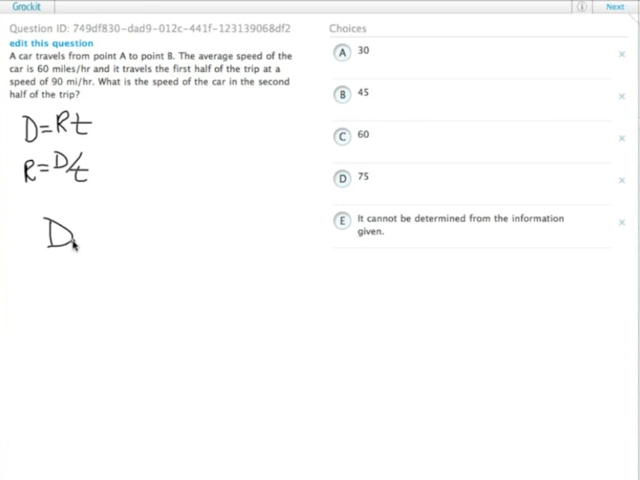 Grockit
Next
Question ID: 749df830-dad9-012c-441f-123139068df2
edit this question
A car travels from point A to point B. The average speed of the
car is 60 miles/hr and it travels the first half of the trip at a
speed of 90 mi/hr. What is the speed of the car in the second
half of the trip?
D=Rt
R=D/t
D
Choices
A 30
B 45
C 60
D 75
E It cannot be determined from the information
given.